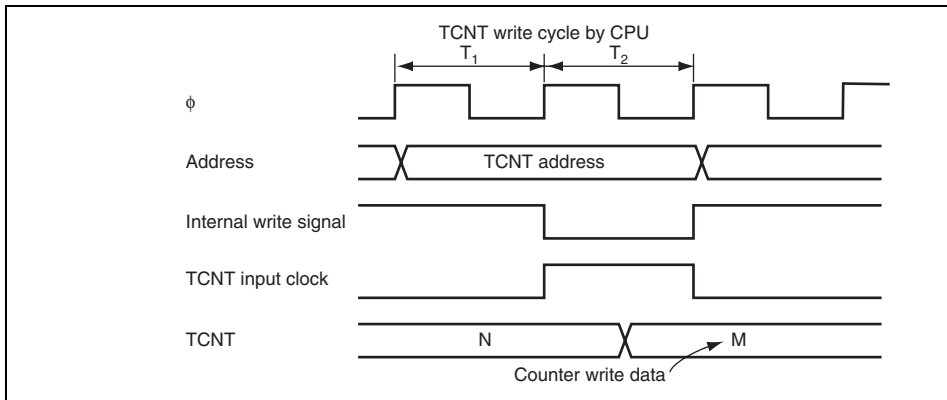 TCNT write cycle by CPU
T1 T2
φ
Address TCNT address
Internal write signal
TCNT input clock
TCNT N M
Counter write data